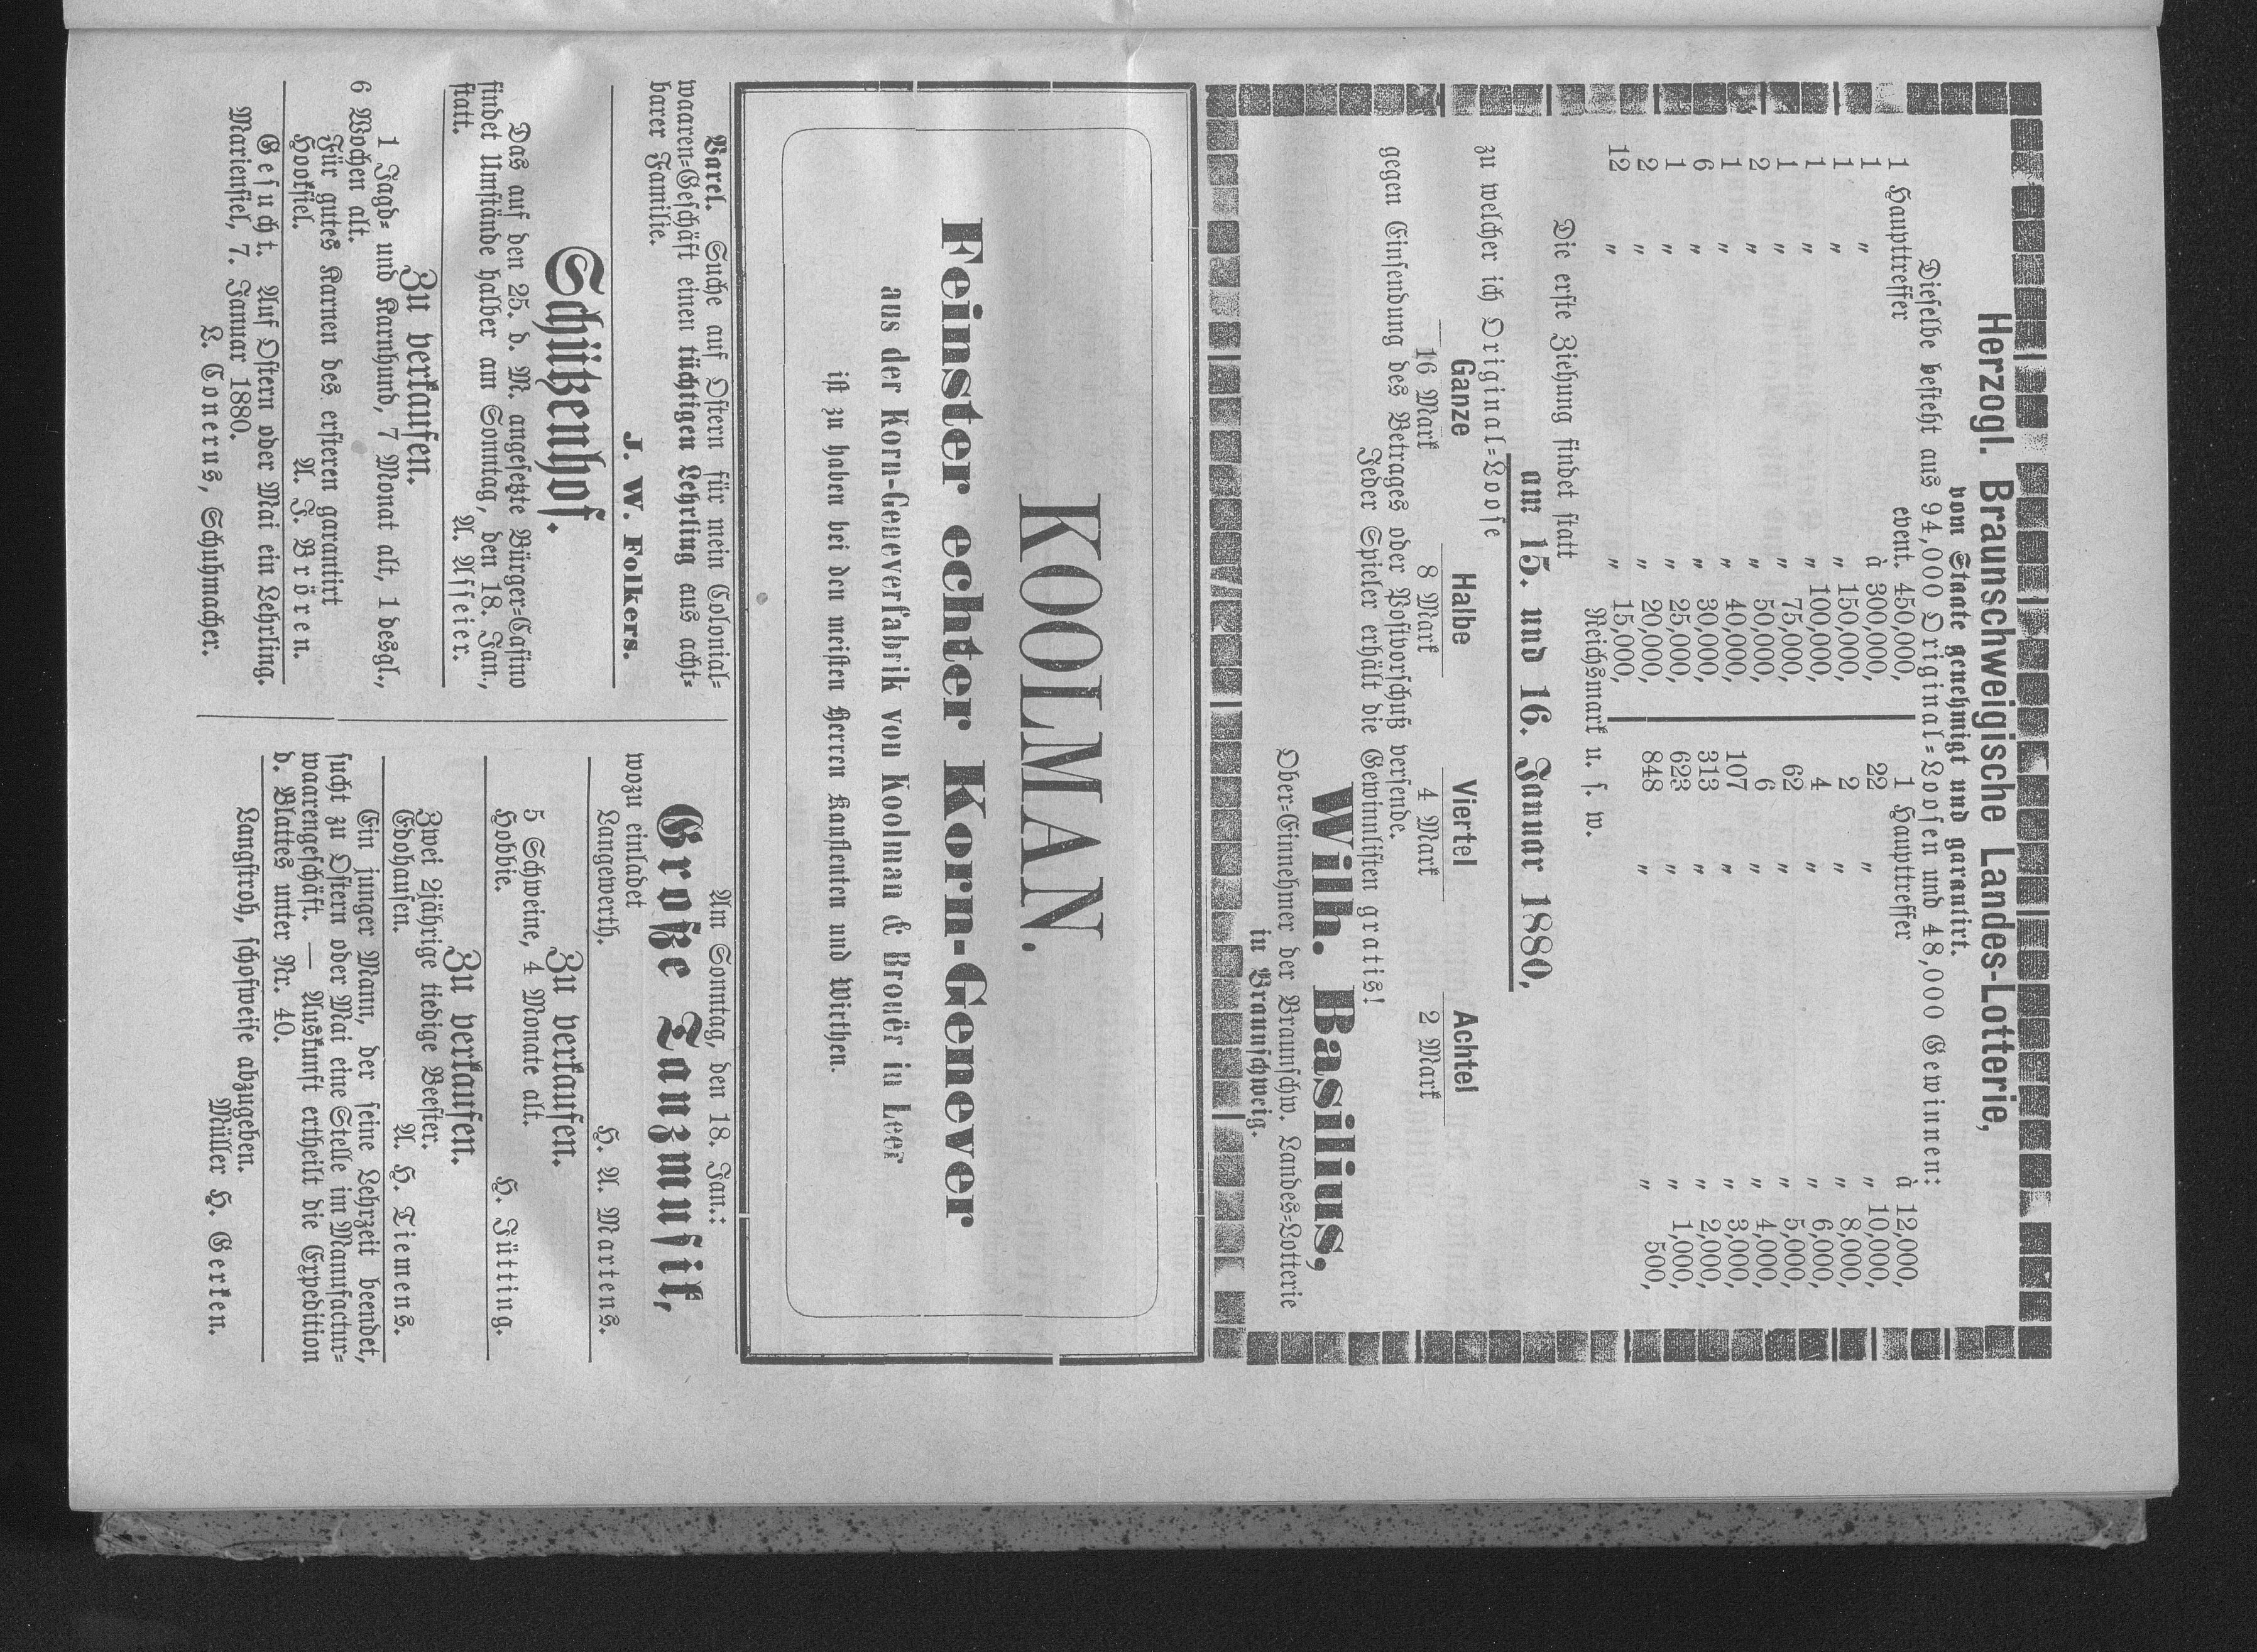 Herzogl. Braunschweigische Landes-Lotterie,
vom Staate genehmigt und garantirt.
Dieselbe besteht aus 94,000 Original=Loosen und 48,000 Gewinnen:
1 Hauptreffer event. 450,000,
1 " à 300,000,
1 " " 150,000,
1 " " 100,000,
1 " " 75,000,
2 " " 50,000,
1 " " 40,000,
6 " " 30,000,
1 " " 25,000,
2 " " 20,000,
12 " " 15,000,
1 Haupttreffer à 12,000,
22 " " 10,000,
2 " " 8,000,
4 " " 6,000,
62 " " 5,000,
6 " " 4,000,
107 " " 3,000,
313 " " 2,000,
623 " " 1,000,
848 " " 500,
Reichsmark u. s. w.
Die erste Ziehung findet statt
am 15. und 16. Januar 1880,
zu welcher ich Original=Loose
Ganze Halbe Viertel Achtel
16 Mark 8 Mark 4 Mark 2 Mark
gegen Einsendung des Betrages oder Postvorschuß versende.
Jeder Spieler erhält die Gewinnlisten gratis!
Wilh. Basilius,
Ober=Einnehmer der Braunschw. Landes=Lotterie
in Braunschweig.
KOOLMAN.
Feinster echter Korn-Genever
aus der Korn-Geneverfabrik von Koolman & Brouër in Leer
ist zu haben bei den meisten Herren Kaufleuten und Wirthen.
Varel. Suche auf Ostern für mein Colonial=
waaren=Geschäft einen tüchtigen Lehrling aus acht=
barer Familie.
J. W. Folkers.
Schützenhof.
Das auf den 25. d. M. angesetzte Bürger=Casino
findet Umstände halber am Sonntag, den 18. Jan.,
statt. A. Asseier.
Zu verkaufen.
1 Jagd= und Karnhund, 7 Monat alt, 1 desgl.,
6 Wochen alt.
Für gutes Karnen des ersteren garantirt
Hooksiel. A. J. Brören.
Gesucht. Auf Ostern oder Mai ein Lehrling.
Mariensiel, 7. Januar 1880.
L. Conerus, Schuhmacher.
Am Sonntag, den 18. Jan.:
Große Tanzmusik,
wozu einladet
Langewerth. H. A. Martens.
Zu verkaufen.
5 Schweine, 4 Monate alt.
Hobbie. H. Jütting.
Zu verkaufen.
Zwei 2jährige tiedige Beester.
Edohausen. A. H. Tiemens.
Ein junger Mann, der seine Lehrzeit beendet,
sucht zu Ostern oder Mai eine Stelle im Manufactur=
waarengeschäft. — Auskunft ertheilt die Expedition
d. Blattes unter Nr. 40.
Langstroh, schofweise abzugeben.
Müller H. Gerken.